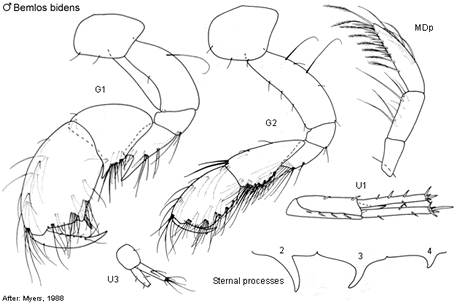 ♂ Bemlos bidens
MDp
G1
G2
U1
2
3
4
U3
Sternal processes
After: Myers, 1988